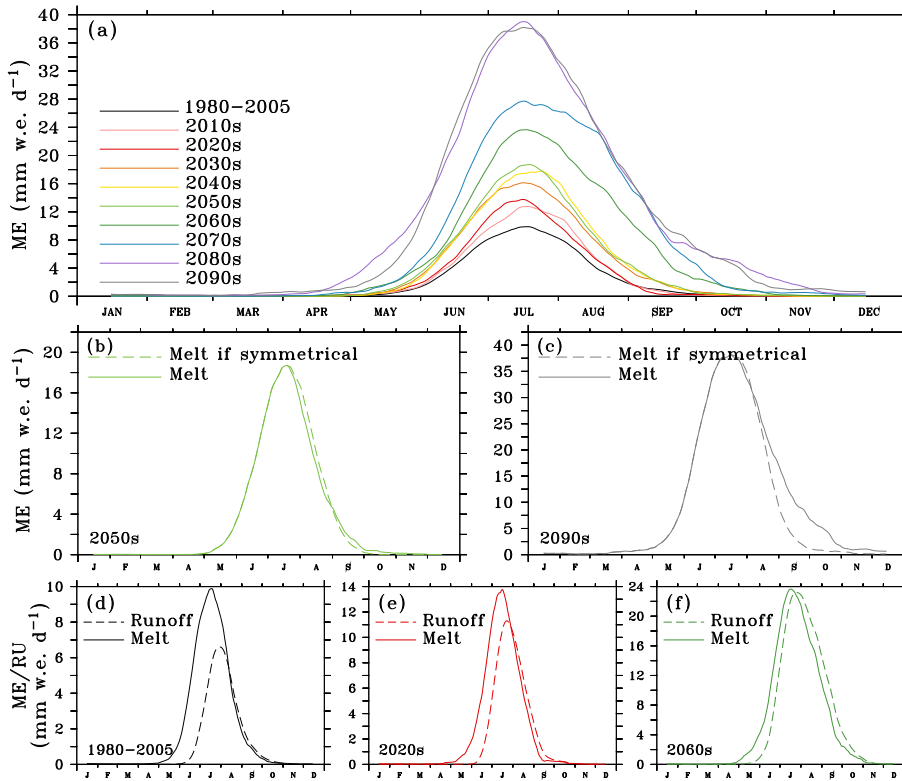 (a)
40
36
32
28
24
20
16
12
8
4
0
ME (mm w.e. d⁻¹)
1980−2005
2010s
2020s
2030s
2040s
2050s
2060s
2070s
2080s
2090s
JAN FEB MAR APR MAY JUN JUL AUG SEP OCT NOV DEC
(b)
Melt if symmetrical
Melt
20
16
12
8
4
0
ME (mm w.e. d⁻¹)
2050s
J F M A M J J A S O N D
(c)
Melt if symmetrical
Melt
40
35
30
25
20
15
10
5
0
2090s
J F M A M J J A S O N D
(d)
Runoff
Melt
10
8
6
4
2
0
ME/RU
(mm w.e. d⁻¹)
1980−2005
J F M A M J J A S O N D
(e)
Runoff
Melt
14
12
10
8
6
4
2
0
2020s
J F M A M J J A S O N D
(f)
Runoff
Melt
24
20
16
12
8
4
0
2060s
J F M A M J J A S O N D